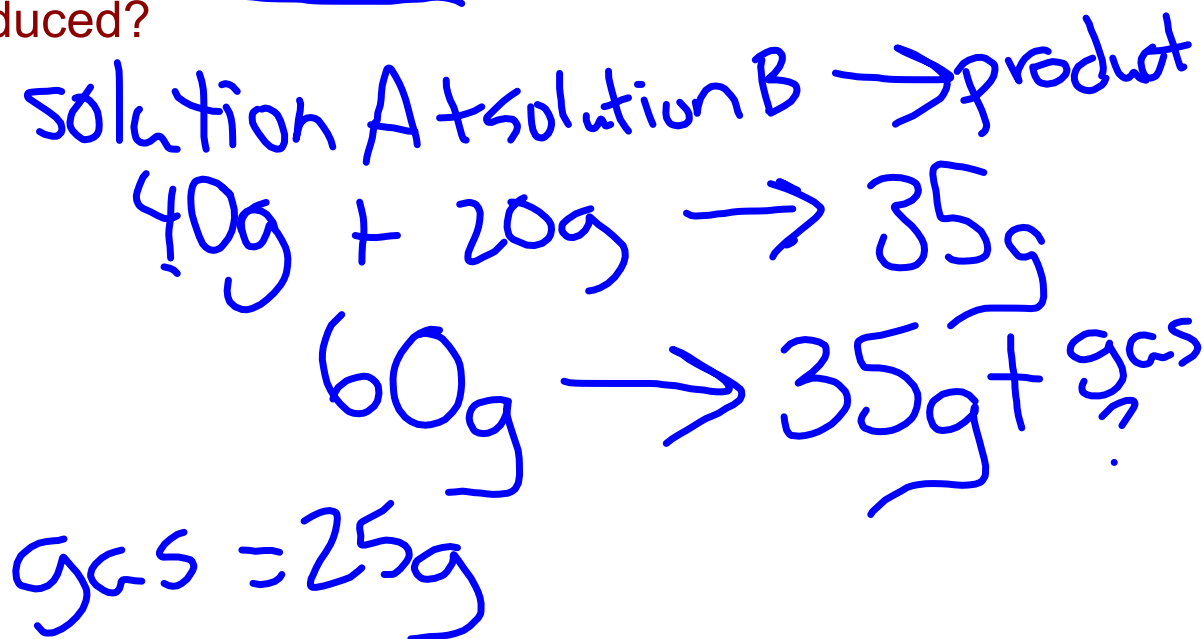 duced?
solution A + solution B → product
40g + 20g → 35g
60g → 35g + gas
?
gas = 25g